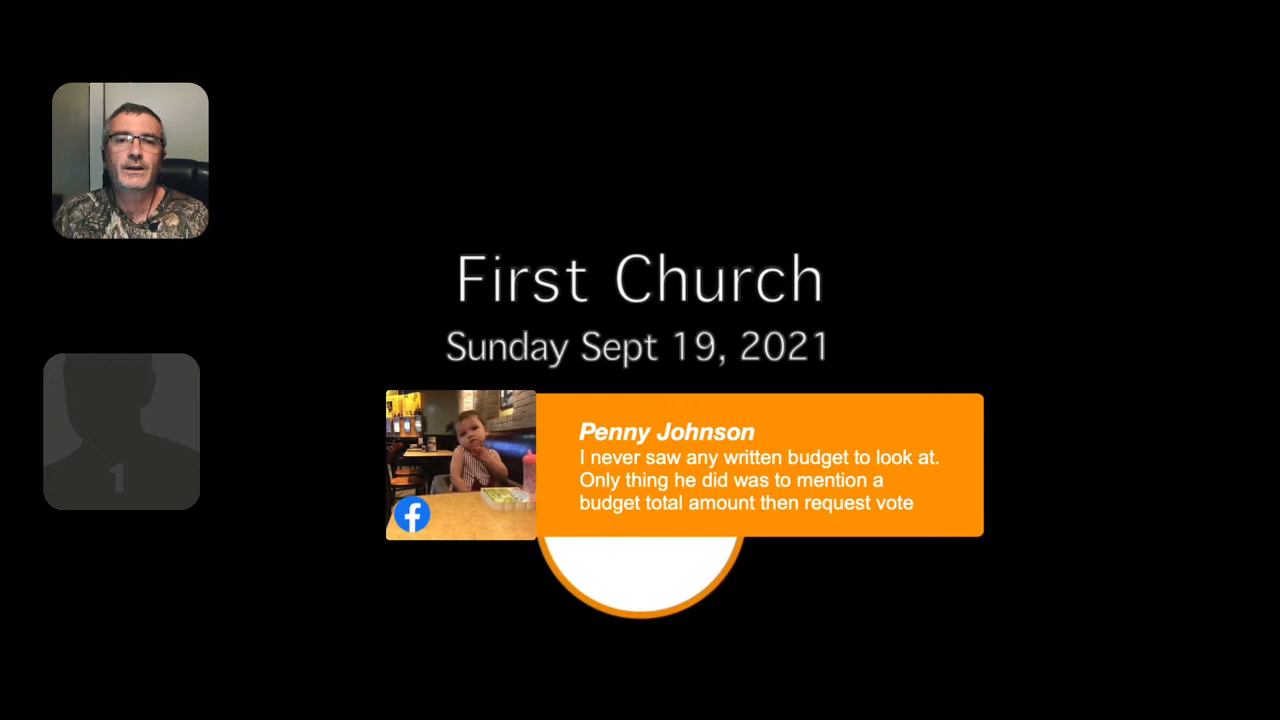 First Church
Sunday Sept 19, 2021
Penny Johnson
I never saw any written budget to look at.
Only thing he did was to mention a
budget total amount then request vote
1